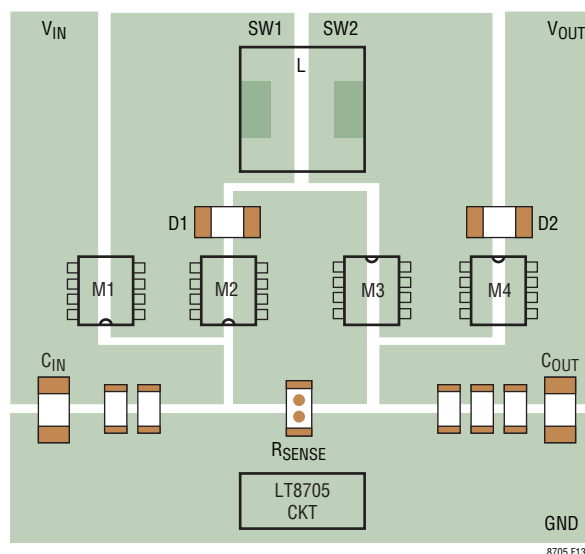 VIN SW1 SW2 VOUT
L
D1 D2
M1 M2 M3 M4
CIN COUT
RSENSE
LT8705
CKT
GND
8705 F13